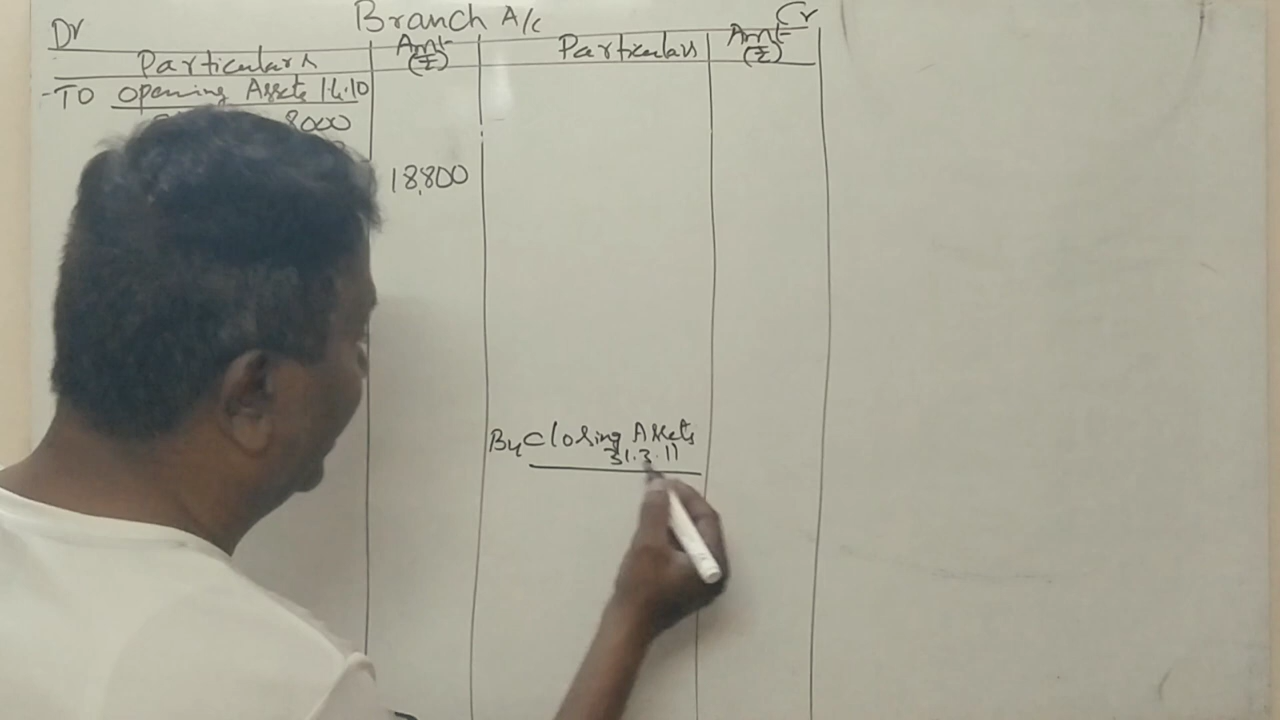 Branch A/c
Dr
Cr
Particulars
Amt
(₹)
Particulars
Amt
(₹)
-To Opening Assets 1.4.10
8000
18,800
By Closing Assets
31.3.11